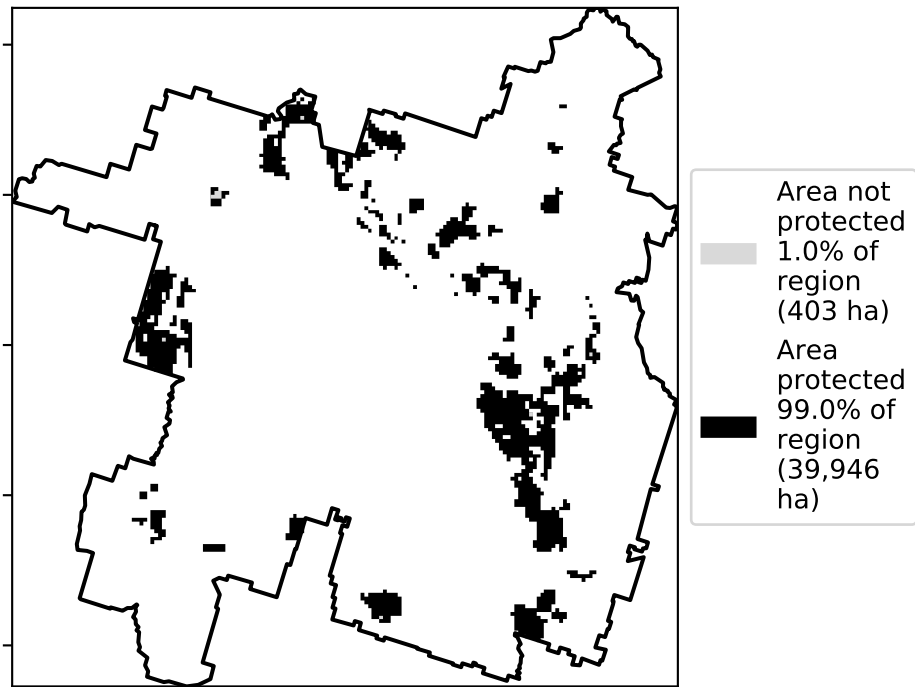 Area not
protected
1.0% of
region
(403 ha)
Area
protected
99.0% of
region
(39,946
ha)